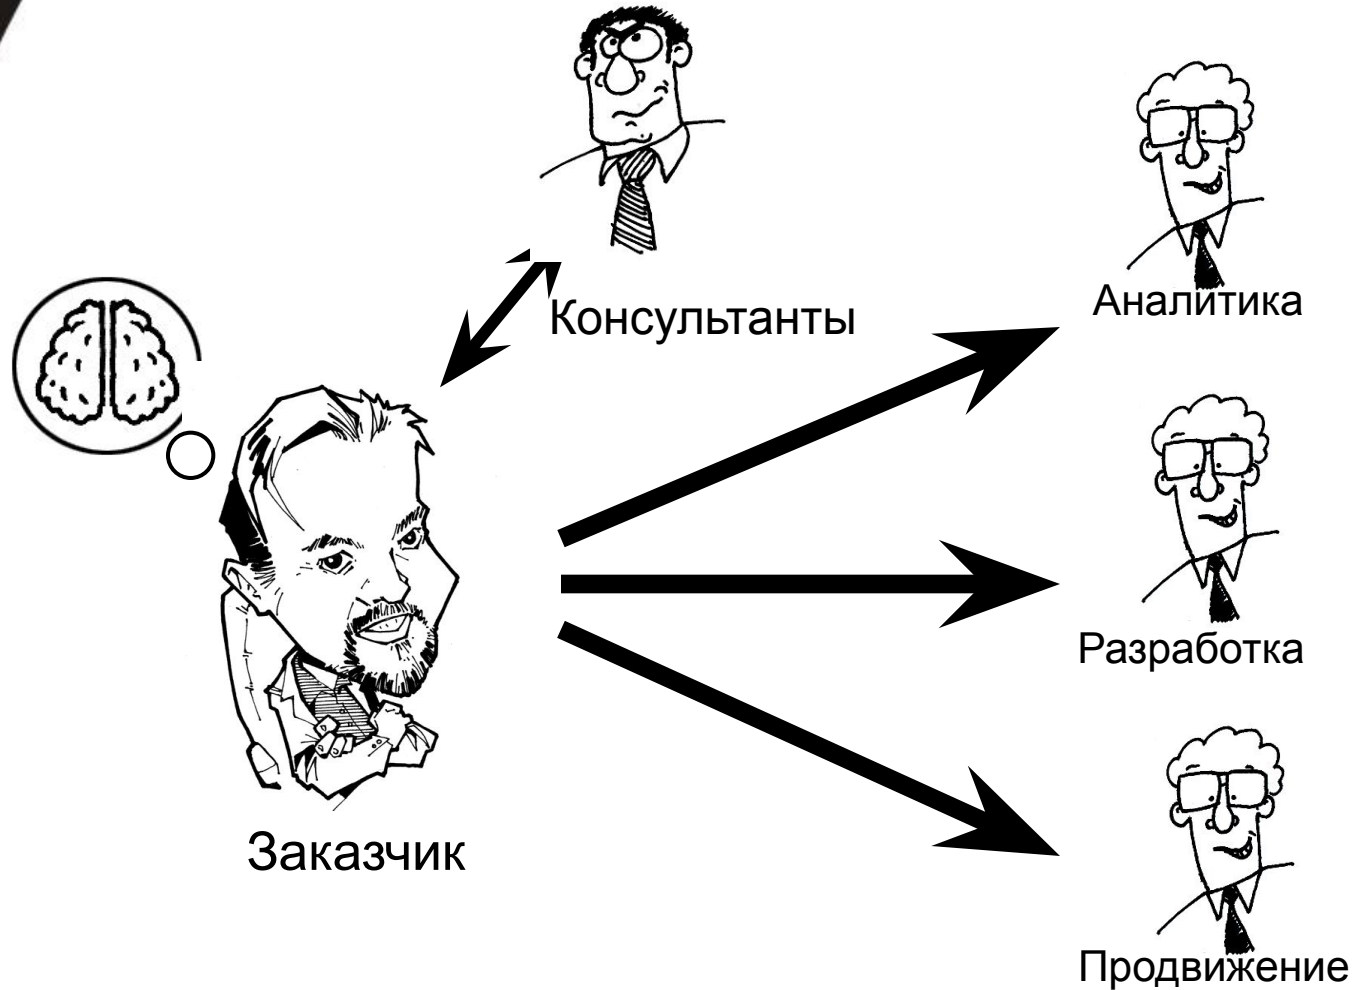 Консультанты
Аналитика
Разработка
Заказчик
Продвижение